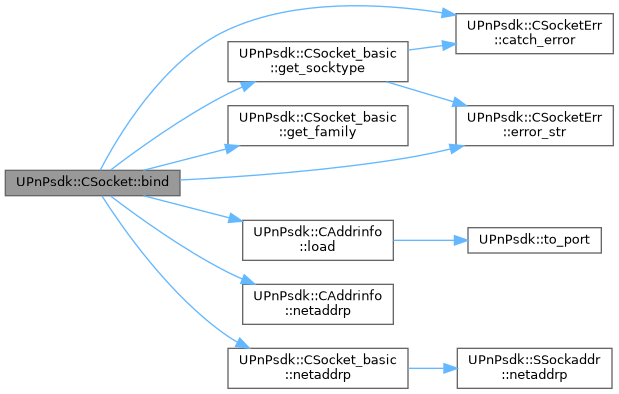 UPnPsdk::CSocket::bind
UPnPsdk::CSocket_basic
::get_socktype
UPnPsdk::CSocketErr
::catch_error
UPnPsdk::CSocket_basic
::get_family
UPnPsdk::CSocketErr
::error_str
UPnPsdk::CAddrinfo
::load
UPnPsdk::to_port
UPnPsdk::CAddrinfo
::netaddrp
UPnPsdk::CSocket_basic
::netaddrp
UPnPsdk::SSockaddr
::netaddrp